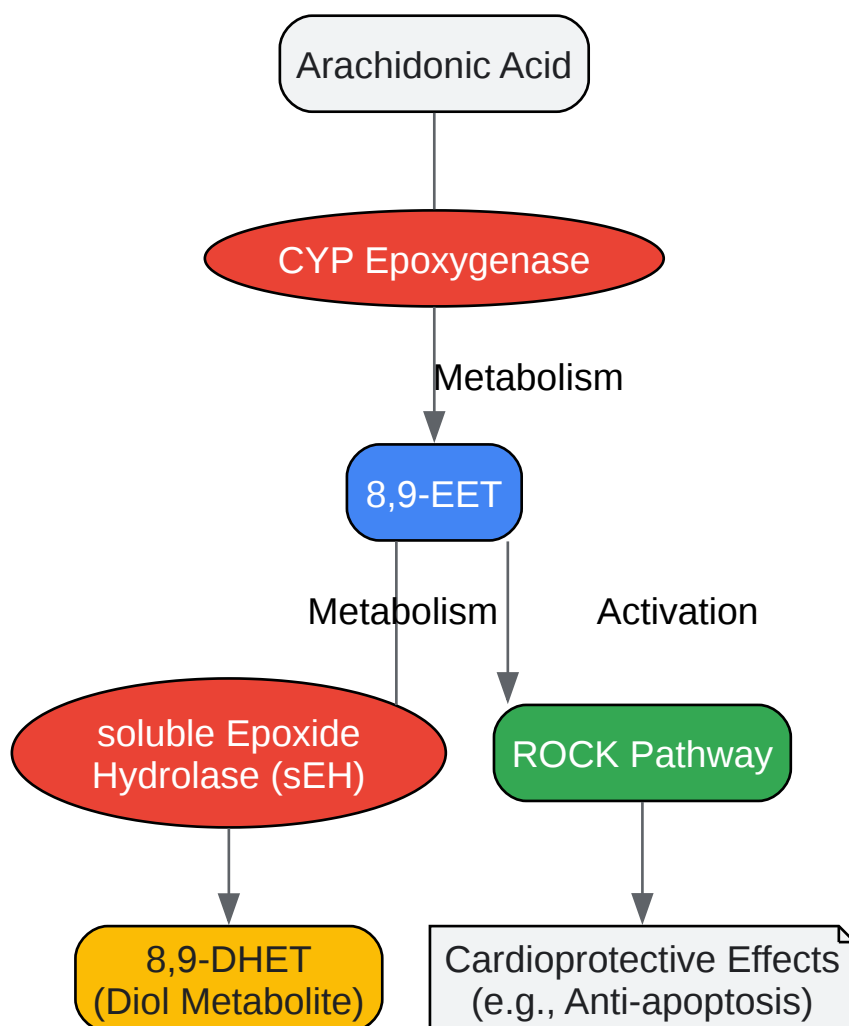 Arachidonic Acid
CYP Epoxygenase
Metabolism
8,9-EET
Metabolism
Activation
soluble Epoxide
Hydrolase (sEH)
ROCK Pathway
8,9-DHET
(Diol Metabolite)
Cardioprotective Effects
(e.g., Anti-apoptosis)